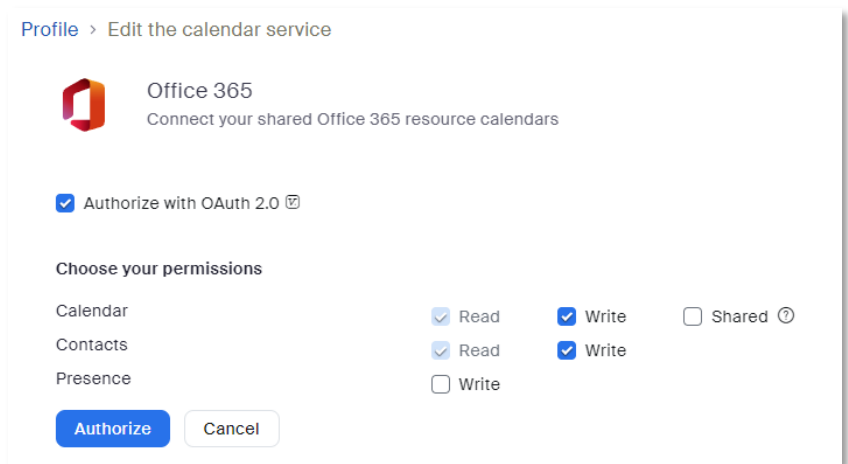 Profile > Edit the calendar service
Office 365
Connect your shared Office 365 resource calendars
Authorize with OAuth 2.0
Choose your permissions
Calendar Read Write Shared ?
Contacts Read Write
Presence Write
Authorize Cancel